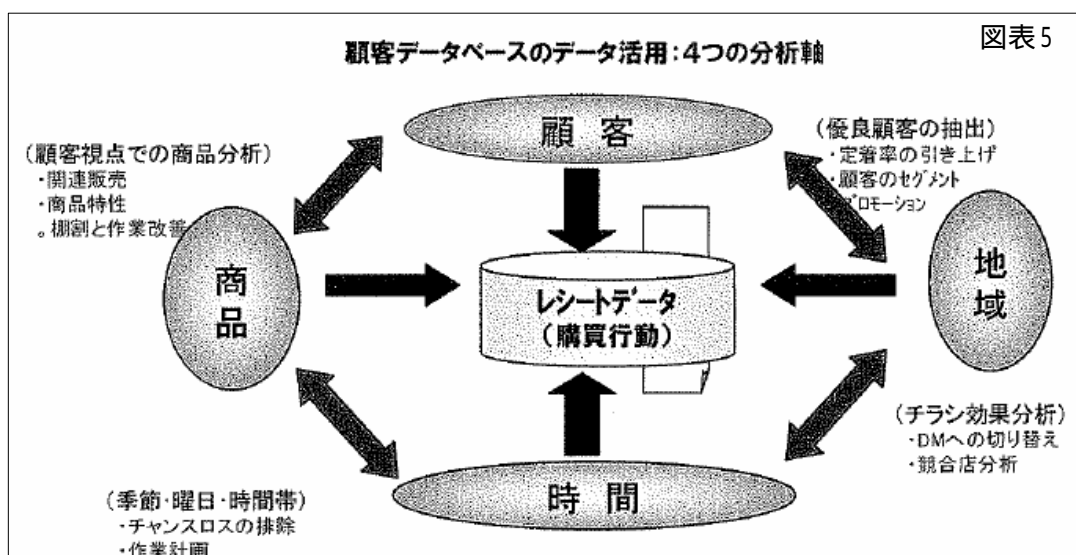 図表5
顧客データベースのデータ活用:4つの分析軸
顧客
(顧客視点での商品分析)
・関連販売
・商品特性
。棚割と作業改善
(優良顧客の抽出)
・定着率の引き上げ
・顧客のセグメント
プロモーション
商品
レシートデータ
(購買行動)
地域
(チラシ効果分析)
・DMへの切り替え
・競合店分析
時間
(季節・曜日・時間帯)
・チャンスロスの排除
・作業計画